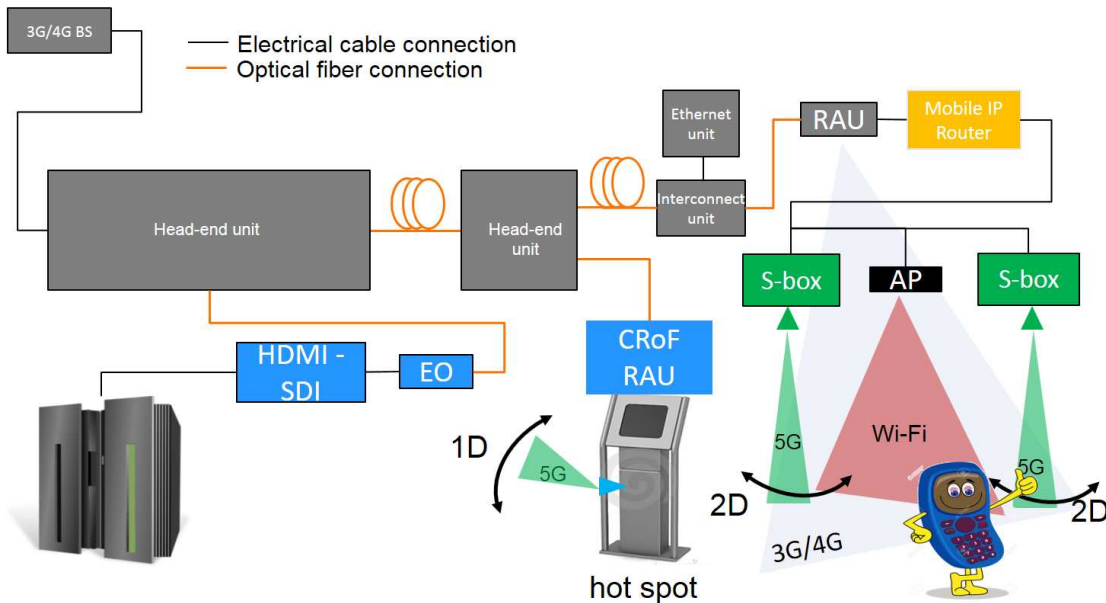 3G/4G BS
Electrical cable connection
Optical fiber connection
Ethernet
unit
RAU
Mobile IP
Router
Head-end unit
Head-end
unit
Interconnect
unit
S-box
AP
S-box
HDMI -
SDI
EO
CRoF
RAU
1D
5G
5G
Wi-Fi
5G
2D
2D
3G/4G
hot spot